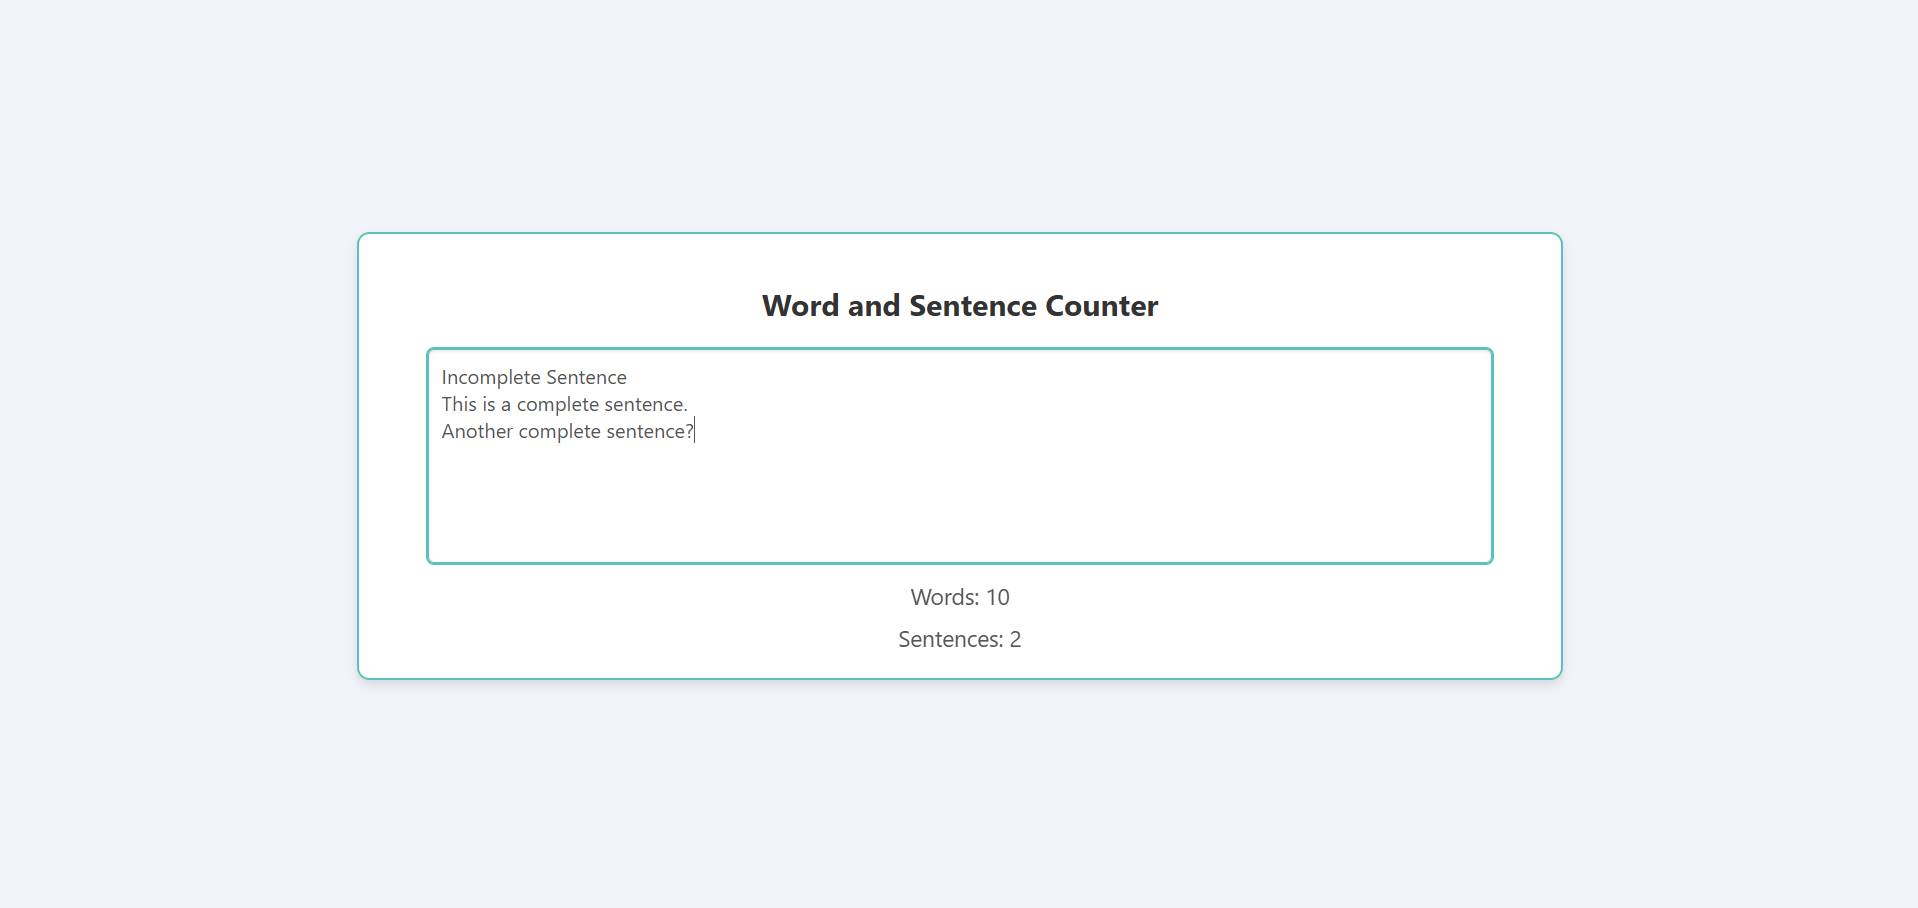 Word and Sentence Counter
Incomplete Sentence
This is a complete sentence.
Another complete sentence?
Words: 10
Sentences: 2